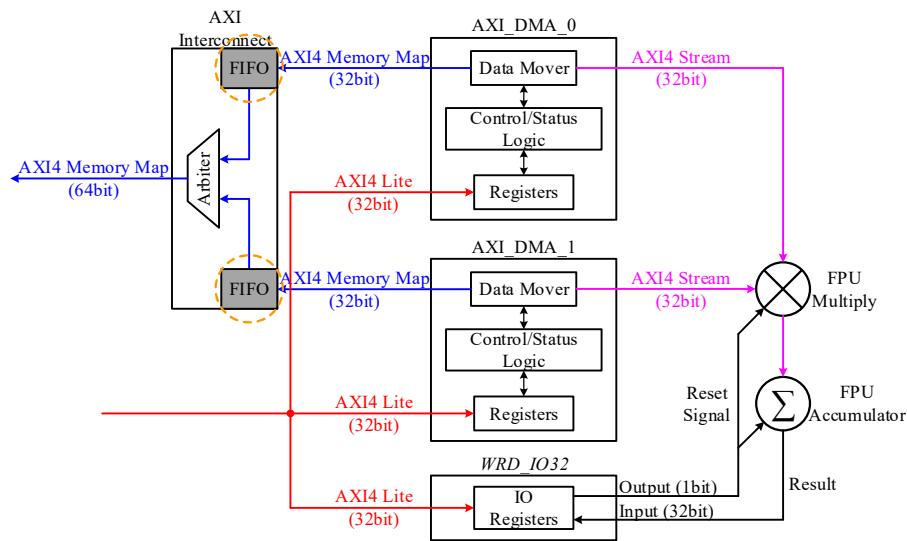 AXI
Interconnect
FIFO
Arbiter
FIFO
AXI4 Memory Map
(64bit)
AXI4 Memory Map
(32bit)
AXI_DMA_0
Data Mover
Control/Status
Logic
Registers
AXI4 Stream
(32bit)
AXI4 Lite
(32bit)
AXI4 Memory Map
(32bit)
AXI_DMA_1
Data Mover
Control/Status
Logic
Registers
AXI4 Stream
(32bit)
FPU
Multiply
AXI4 Lite
(32bit)
Reset
Signal
Σ
FPU
Accumulator
WRD_IO32
IO
Registers
AXI4 Lite
(32bit)
Output (1bit)
Input (32bit)
Result